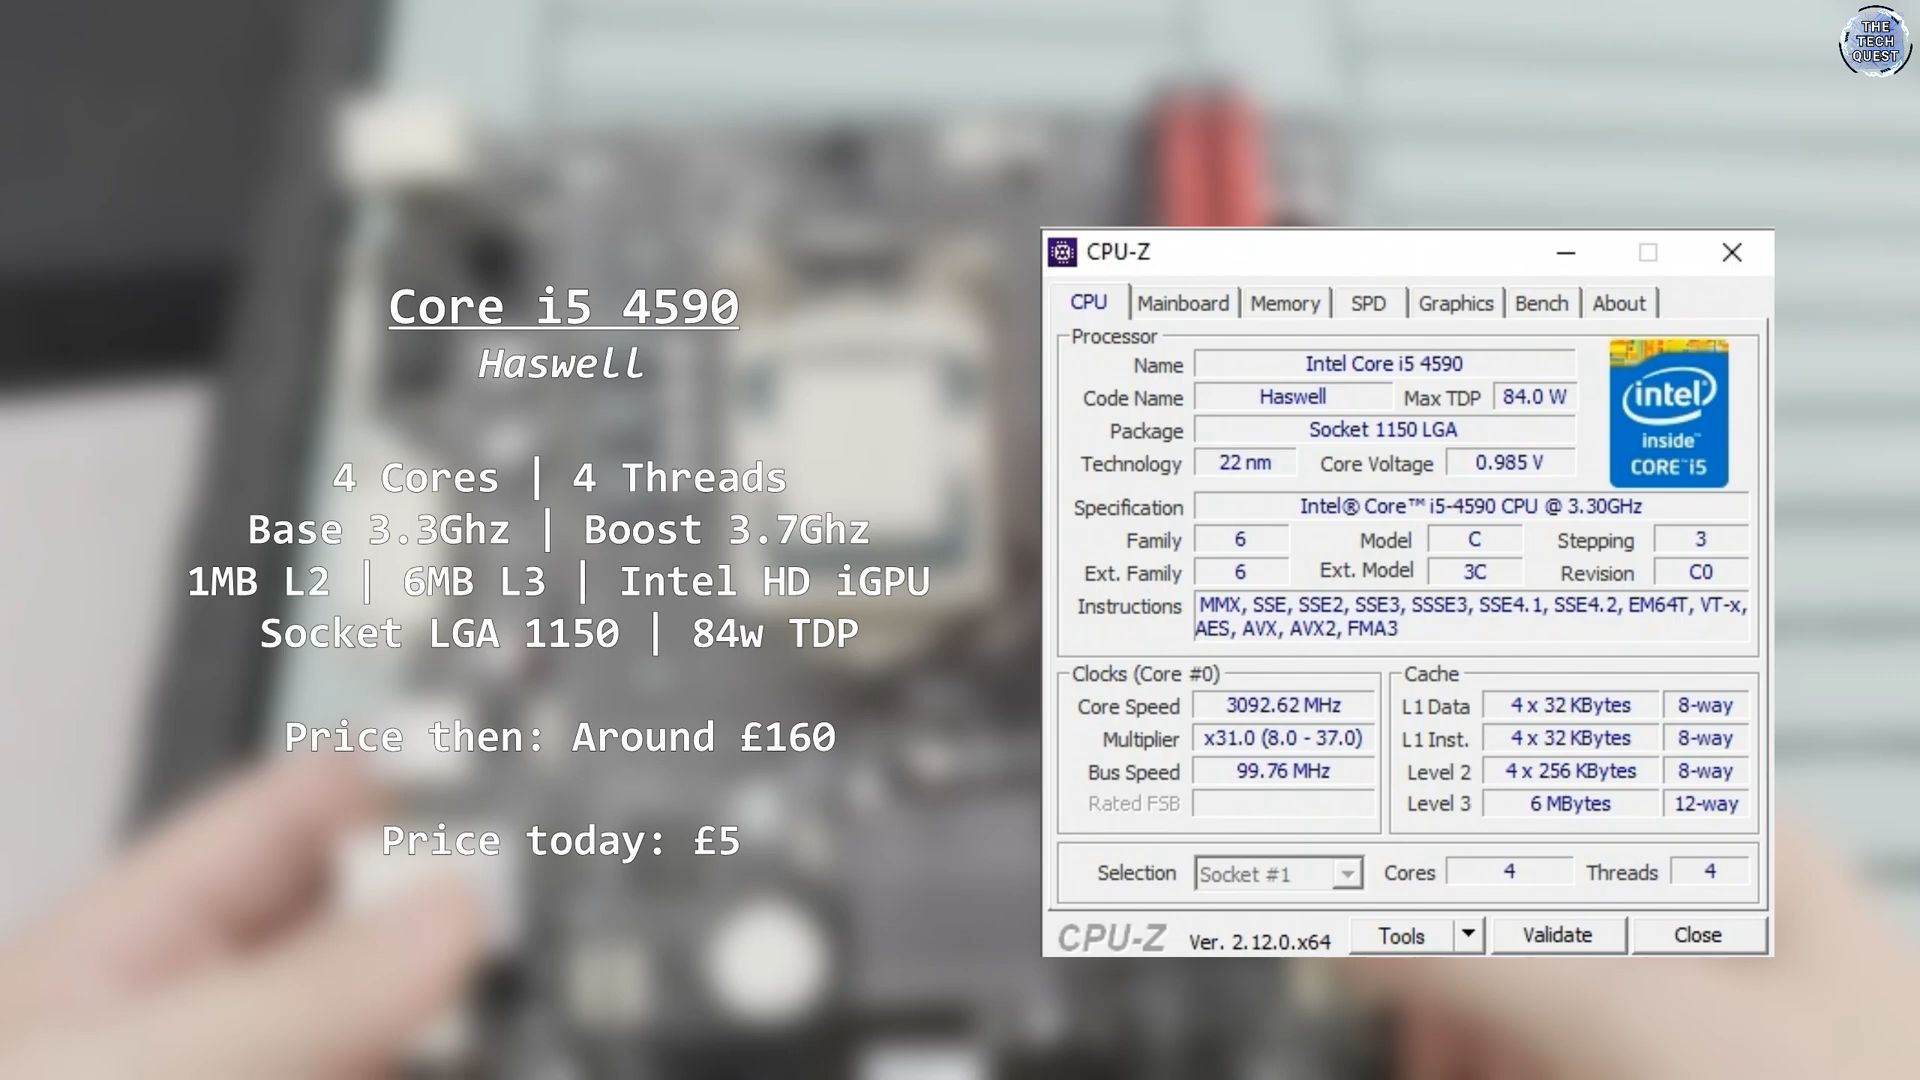 THE
TECH
QUEST
Core i5 4590
Haswell
4 Cores | 4 Threads
Base 3.3Ghz | Boost 3.7Ghz
1MB L2 | 6MB L3 | Intel HD iGPU
Socket LGA 1150 | 84w TDP
Price then: Around £160
Price today: £5
CPU-Z
CPU Mainboard Memory SPD Graphics Bench About
Processor
Name Intel Core i5 4590
Code Name Haswell Max TDP 84.0 W
Package Socket 1150 LGA
Technology 22 nm Core Voltage 0.985 V
intel
inside™
CORE™ i5
Specification Intel® Core™ i5-4590 CPU @ 3.30GHz
Family 6 Model C Stepping 3
Ext. Family 6 Ext. Model 3C Revision C0
Instructions MMX, SSE, SSE2, SSE3, SSSE3, SSE4.1, SSE4.2, EM64T, VT-x,
AES, AVX, AVX2, FMA3
Clocks (Core #0)
Core Speed 3092.62 MHz
Multiplier x31.0 (8.0 - 37.0)
Bus Speed 99.76 MHz
Rated FSB
Cache
L1 Data 4 x 32 KBytes 8-way
L1 Inst. 4 x 32 KBytes 8-way
Level 2 4 x 256 KBytes 8-way
Level 3 6 MBytes 12-way
Selection Socket #1 Cores 4 Threads 4
CPU-Z Ver. 2.12.0.x64 Tools Validate Close